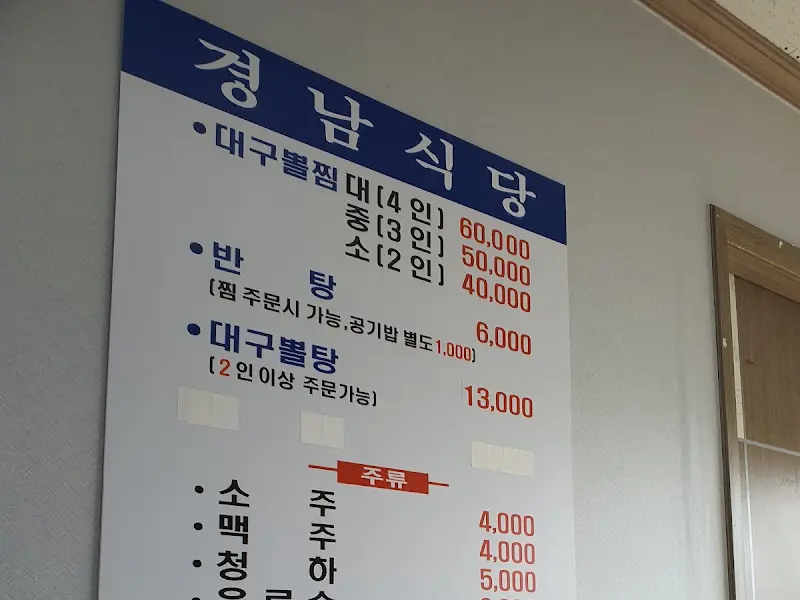 경남식당
• 대구뽈찜 대(4인) 60,000
중(3인) 50,000
소(2인) 40,000
• 반탕 6,000
(찜 주문시 가능,공기밥 별도1,000)
• 대구뽈탕 13,000
(2인이상 주문가능)
주류
• 소주 4,000
• 맥주 4,000
• 청하 5,000